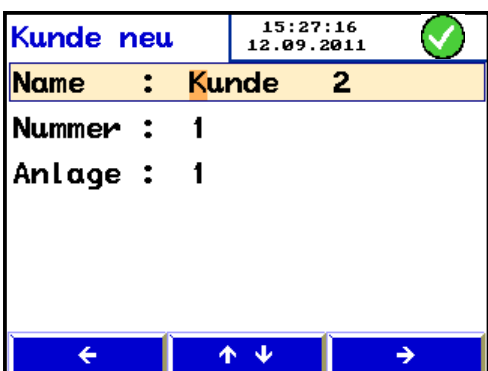 Kunde neu
15:27:16
12.09.2011
Name : Kunde 2
Nummer : 1
Anlage : 1
← ↑ ↓ →